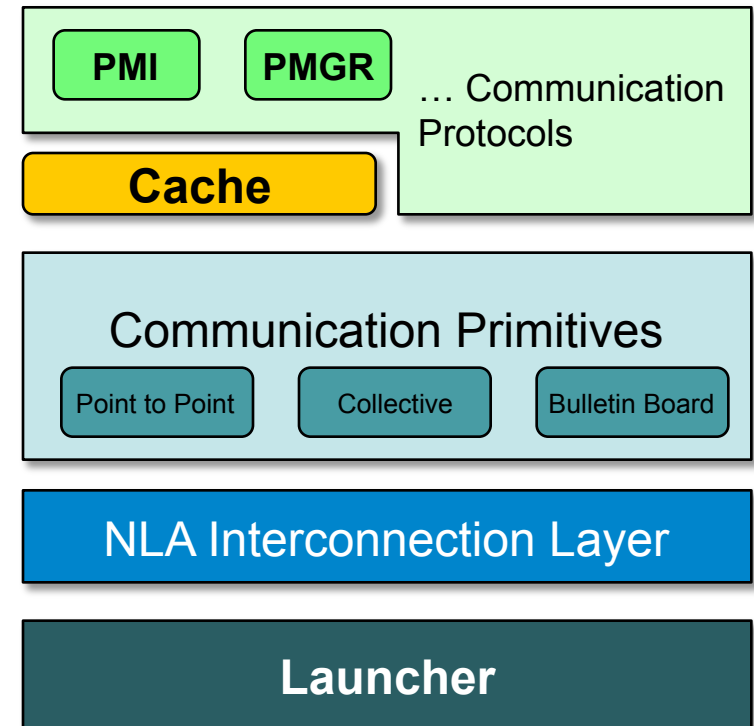 PMI
PMGR
… Communication
Protocols
Cache
Communication Primitives
Point to Point
Collective
Bulletin Board
NLA Interconnection Layer
Launcher